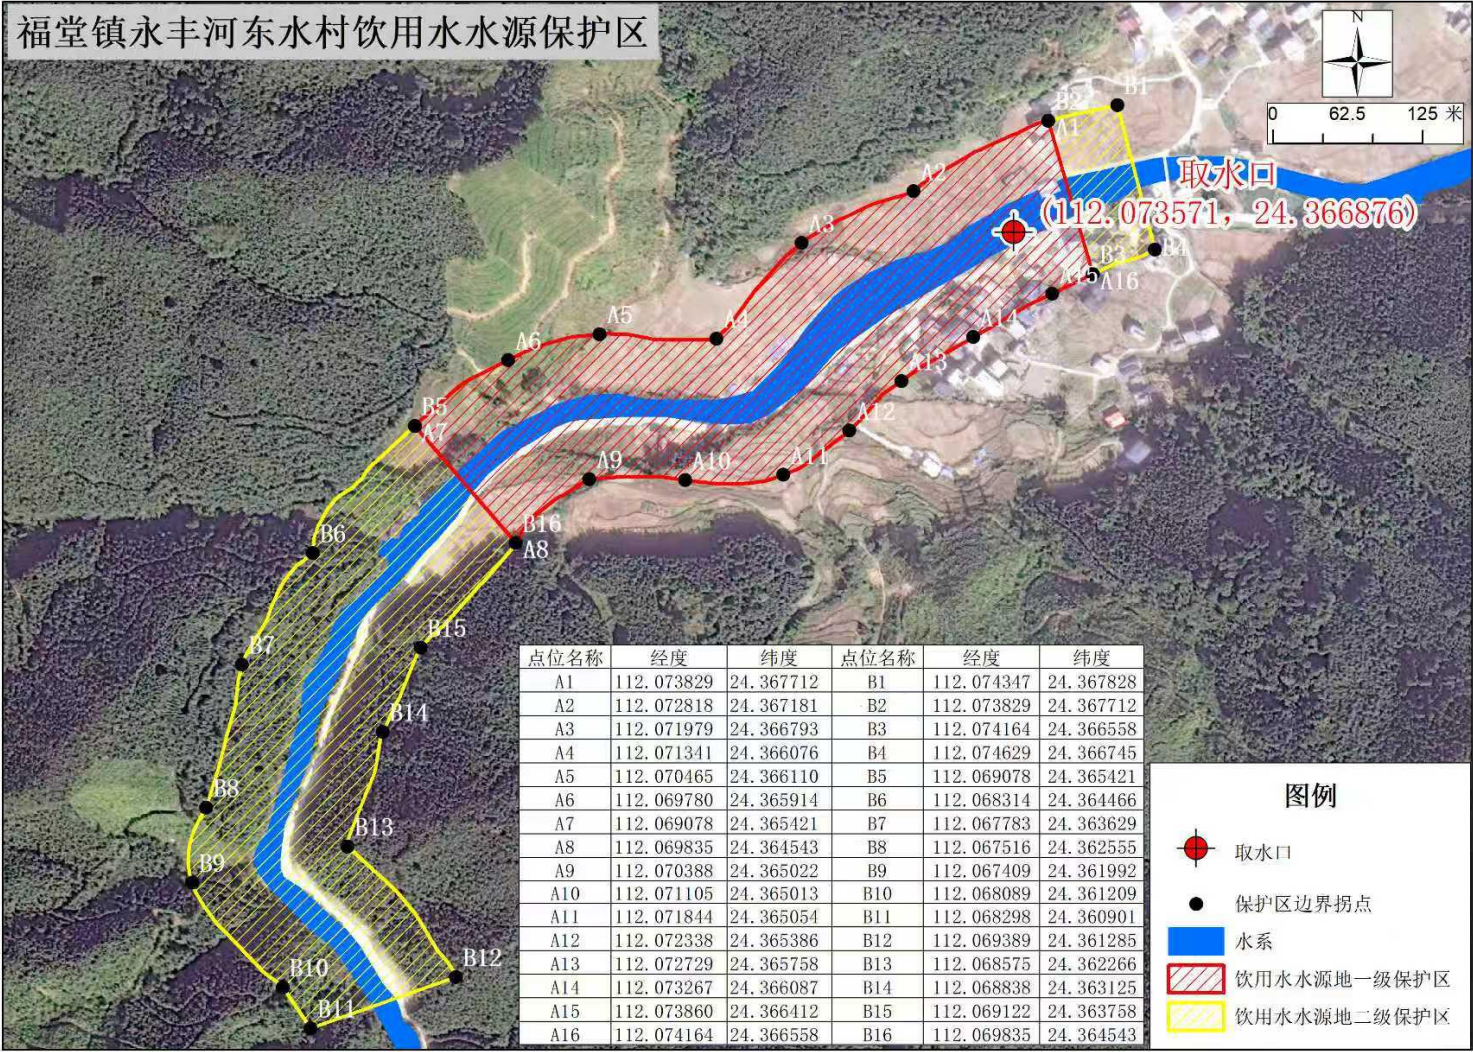 福堂镇永丰河东水村饮用水水源保护区
N
0 62.5 125 米
B1
B2
A1
A2
取水口
(112.073571, 24.366876)
A3
B4
B3
A15 A16
A14
A4
A5
A6
A13
B5
A7
A12
A11
A9 A10
B16
A8
B6
B15
B7
B14
B8
B13
B9
B12
B10
B11
点位名称 经度 纬度 点位名称 经度 纬度
A1 112.073829 24.367712 B1 112.074347 24.367828
A2 112.072818 24.367181 B2 112.073829 24.367712
A3 112.071979 24.366793 B3 112.074164 24.366558
A4 112.071341 24.366076 B4 112.074629 24.366745
A5 112.070465 24.366110 B5 112.069078 24.365421
A6 112.069780 24.365914 B6 112.068314 24.364466
A7 112.069078 24.365421 B7 112.067783 24.363629
A8 112.069835 24.364543 B8 112.067516 24.362555
A9 112.070388 24.365022 B9 112.067409 24.361992
A10 112.071105 24.365013 B10 112.068089 24.361209
A11 112.071844 24.365054 B11 112.068298 24.360901
A12 112.072338 24.365386 B12 112.069389 24.361285
A13 112.072729 24.365758 B13 112.068575 24.362266
A14 112.073267 24.366087 B14 112.068838 24.363125
A15 112.073860 24.366412 B15 112.069122 24.363758
A16 112.074164 24.366558 B16 112.069835 24.364543
图例
取水口
保护区边界拐点
水系
饮用水水源地一级保护区
饮用水水源地二级保护区